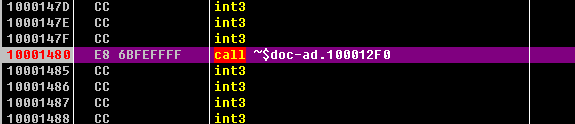 1000147D CC int3
1000147E CC int3
1000147F CC int3
10001480 E8 6BFEFFFF call ~$doc-ad.100012F0
10001485 CC int3
10001486 CC int3
10001487 CC int3
10001488 CC int3